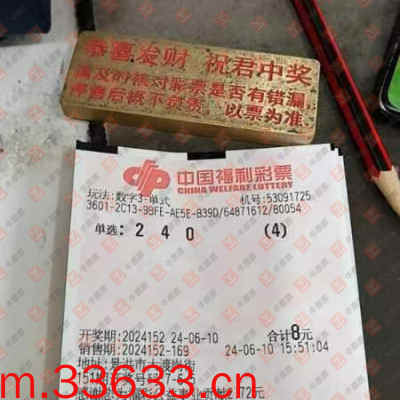 恭喜发财 祝君中奖
请及时核对彩票是否有错漏,
停售后概不负责,以票为准
中国福利彩票
CHINA WELFARE LOTTERY
玩法:数字3-单式 机号:53091725
3601-2C13-9BFE-AE5E-B39D/64871612/80054
单选: 2 4 0 (4)
开奖期:2024152 24-06-10 合计8元
销售期:2024152-169 24-06-10 15:51:04
m.33633.cn